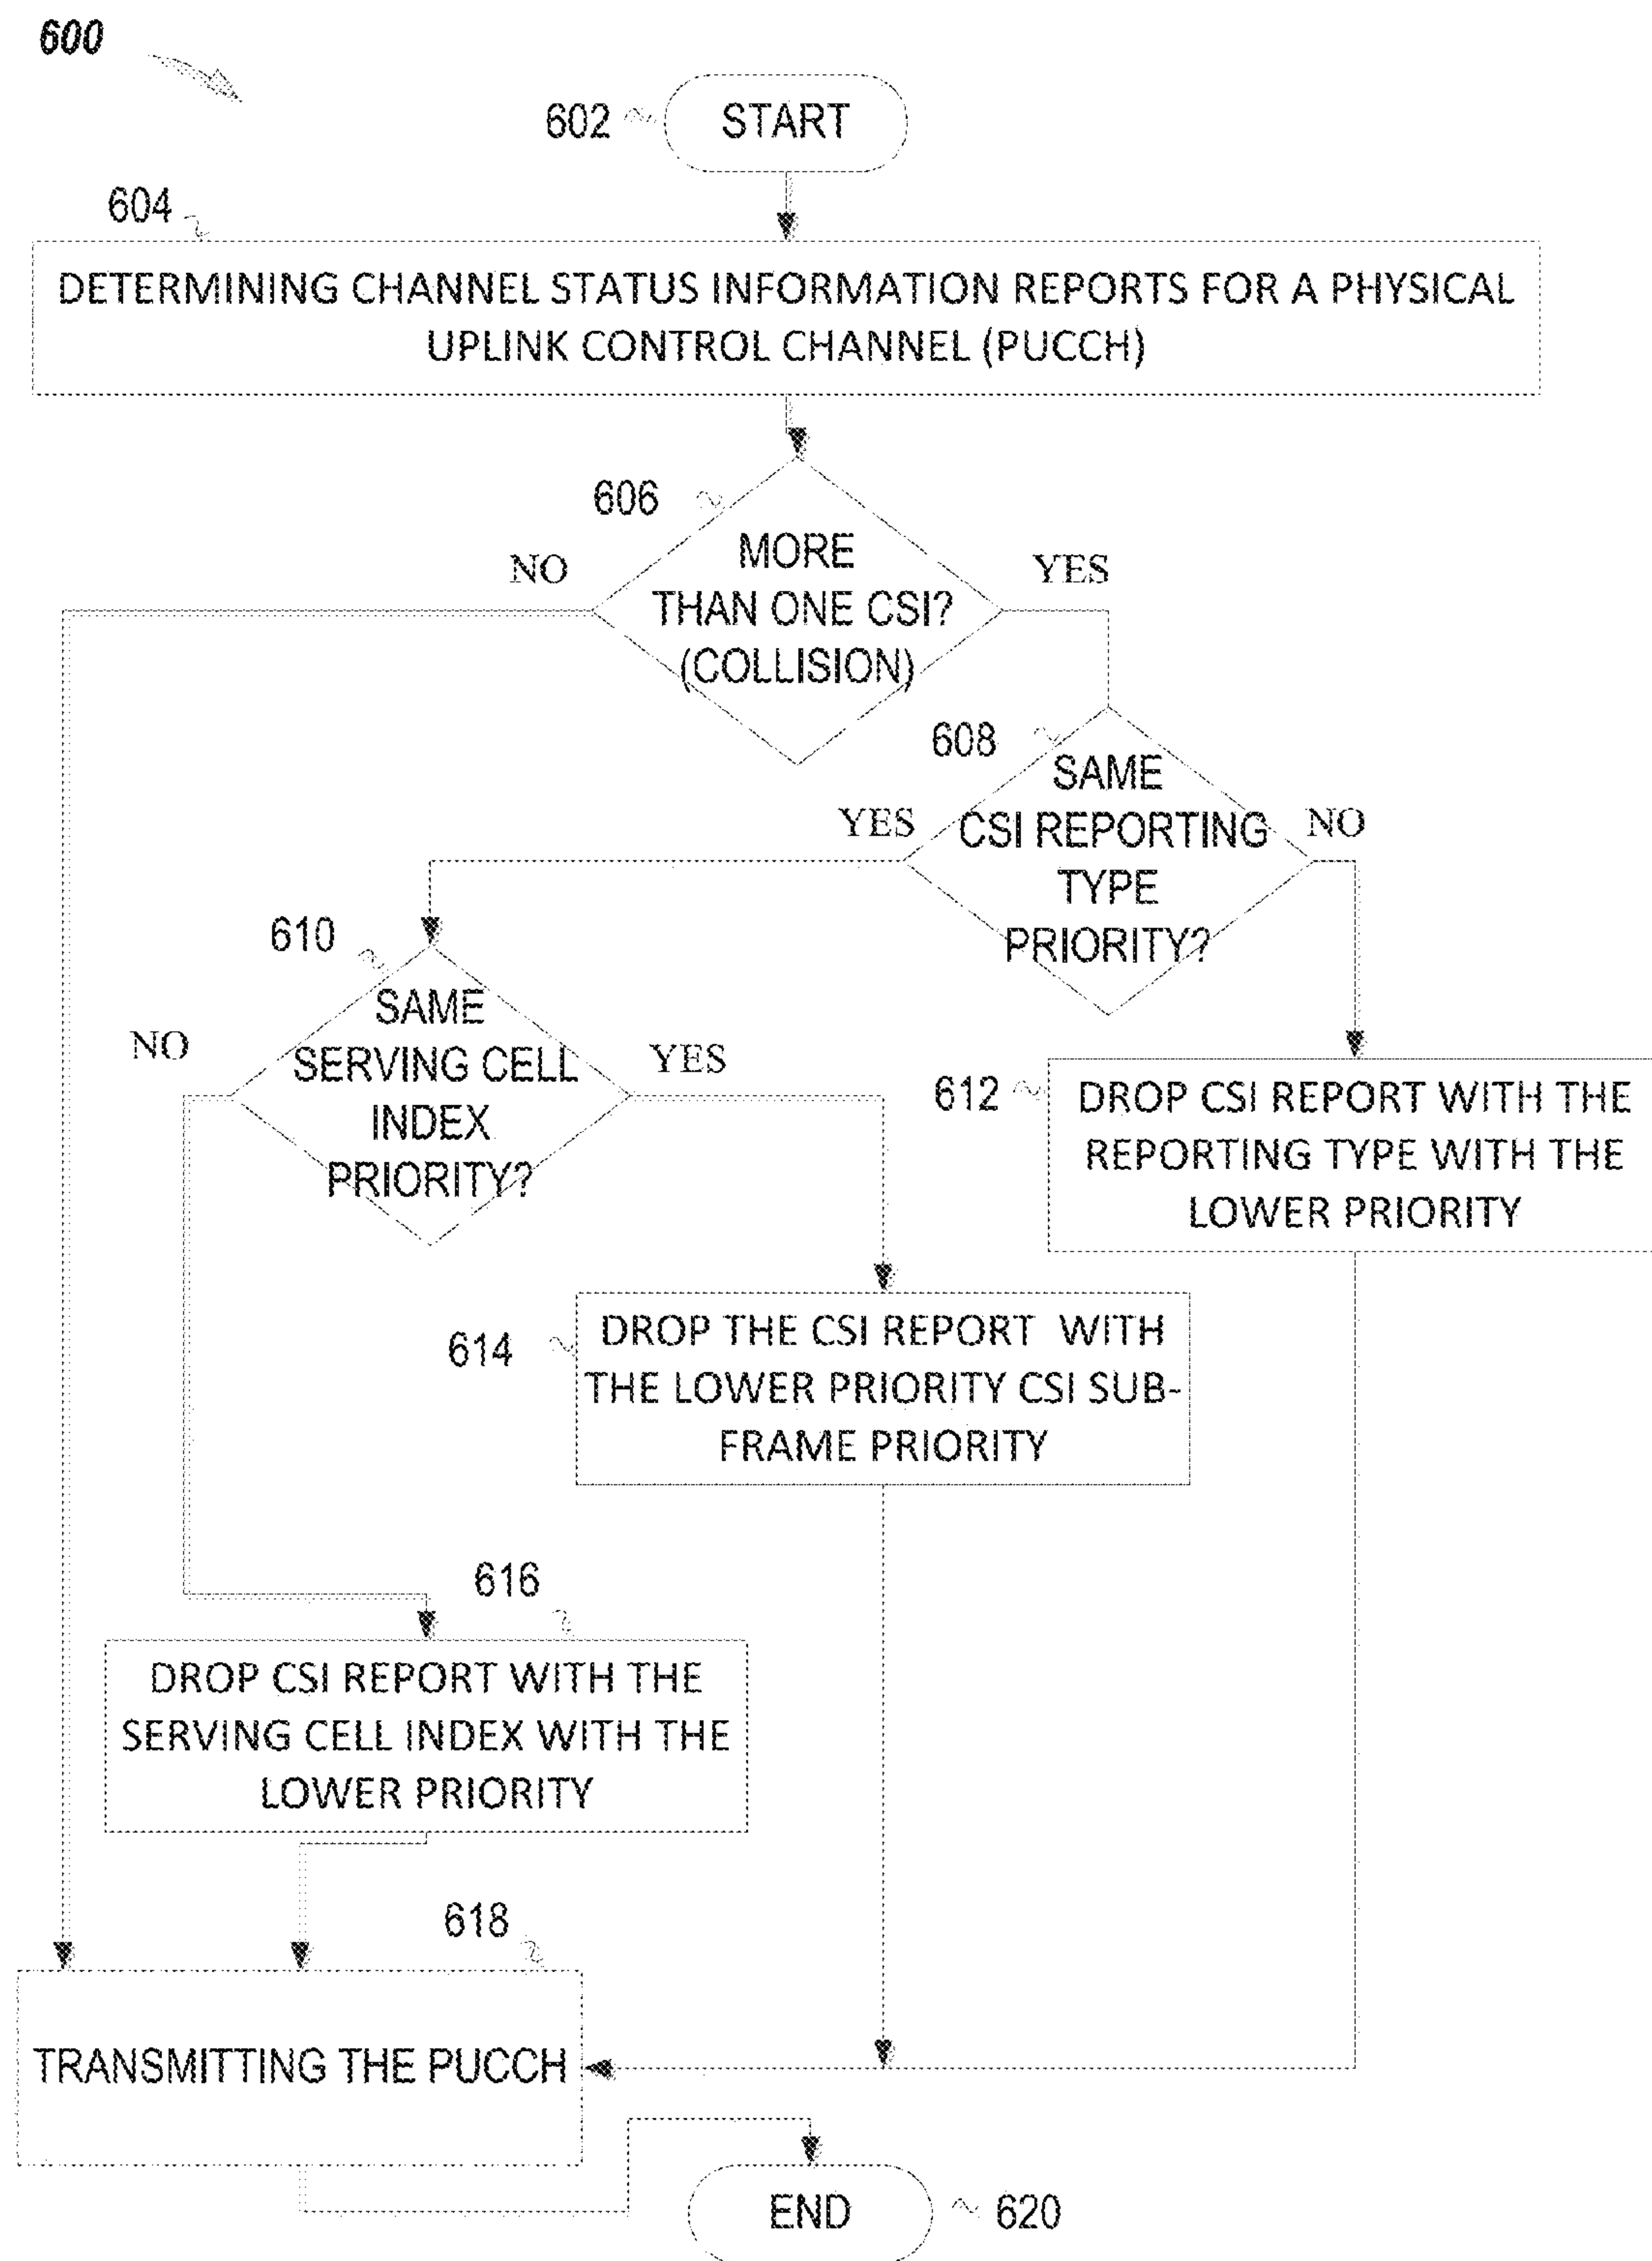 600
602
START
604
DETERMINING CHANNEL STATUS INFORMATION REPORTS FOR A PHYSICAL
UPLINK CONTROL CHANNEL (PUCCH)
606
MORE
THAN ONE CSI?
(COLLISION)
NO
YES
608
SAME
CSI REPORTING
TYPE
PRIORITY?
YES
NO
610
SAME
SERVING CELL
INDEX
PRIORITY?
NO
YES
612
DROP CSI REPORT WITH THE
REPORTING TYPE WITH THE
LOWER PRIORITY
614
DROP THE CSI REPORT WITH
THE LOWER PRIORITY CSI SUB-
FRAME PRIORITY
616
DROP CSI REPORT WITH THE
SERVING CELL INDEX WITH THE
LOWER PRIORITY
618
TRANSMITTING THE PUCCH
END
620